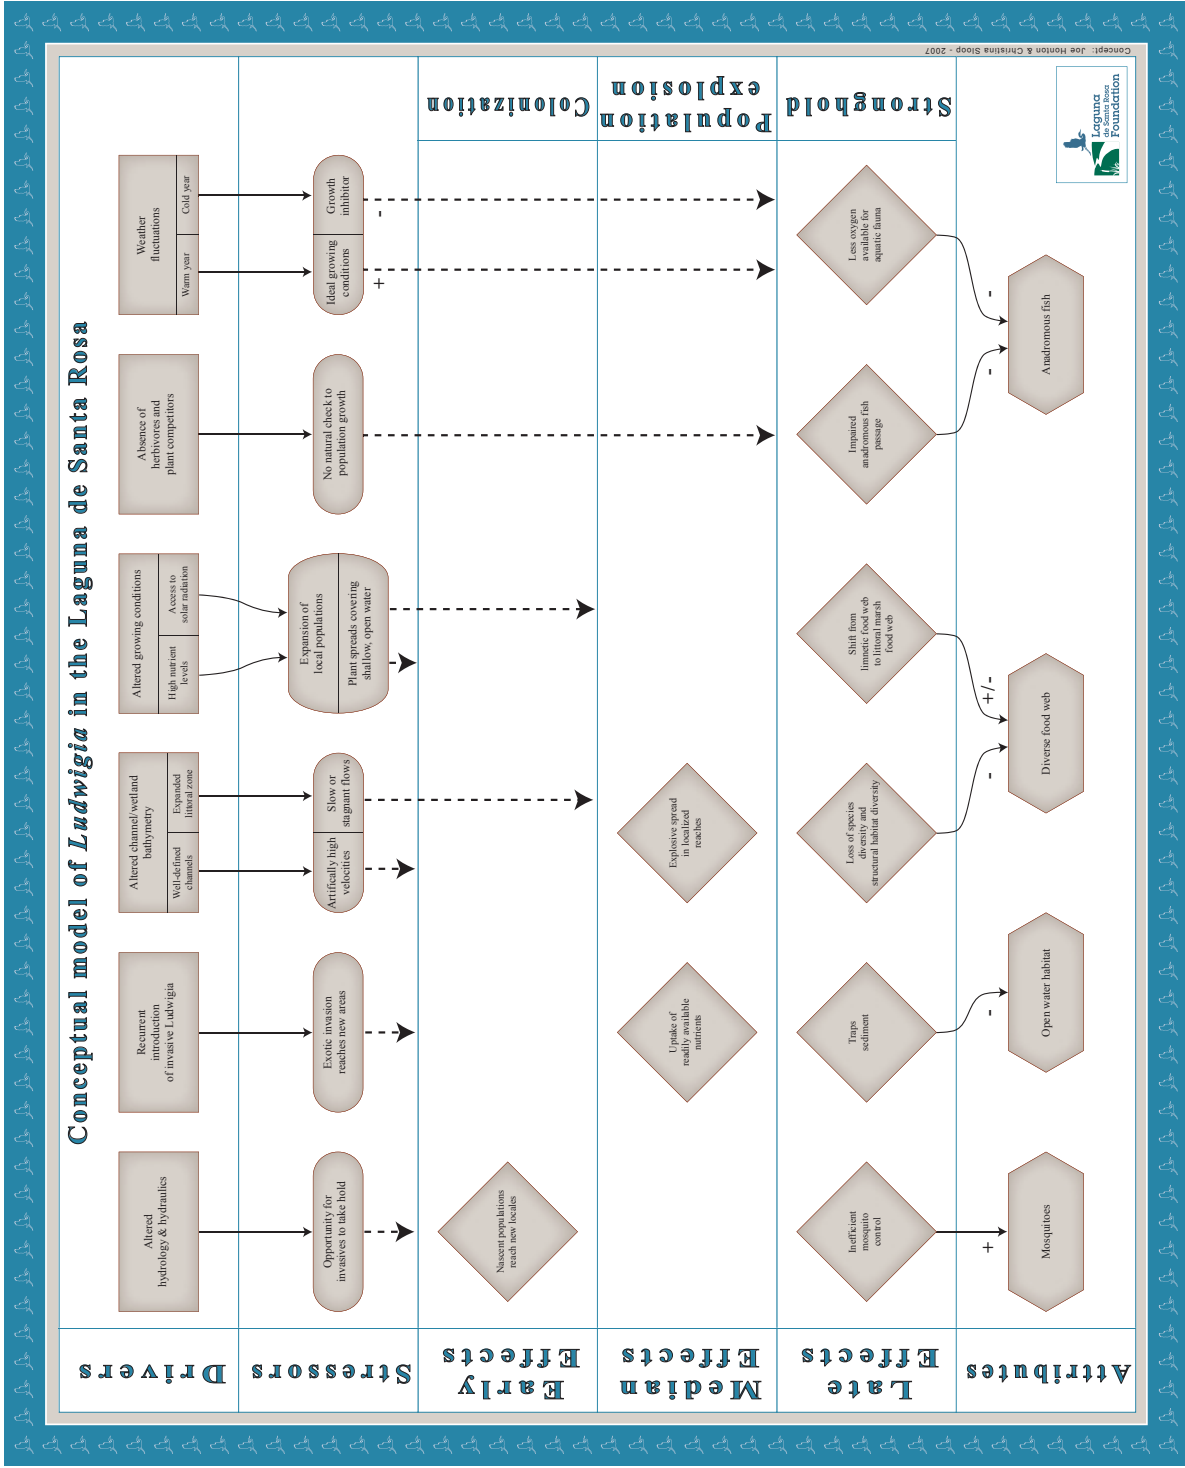 Conceptual model of Ludwigia in the Laguna de Santa Rosa
Drivers
Altered
hydrology & hydraulics
Recurrent
introduction
of invasive Ludwigia
Altered channel/wetland
bathymetry
Well-defined
channels
Expanded
littoral zone
Altered growing conditions
High nutrient
levels
Access to
solar radiation
Absence of
herbivores and
plant competitors
Weather
fluctuations
Warm year
Cold year
Stressors
Opportunity for
invasives to take hold
Exotic invasion
reaches new areas
Artifically high
velocities
Slow or
stagnant flows
Expansion of
local populations
Plant spreads covering
shallow, open water
No natural check to
population growth
Ideal growing
conditions
Growth
inhibitor
+
-
Early
Effects
Nascent populations
reach new locales
Colonization
Median
Effects
Uptake of
readily available
nutrients
Explosive spread
in localized
reaches
Population
explosion
Late
Effects
Inefficient
mosquito
control
Traps
sediment
Loss of species
diversity and
structural habitat diversity
Shift from
limnetic food web
to littoral marsh
food web
Impaired
anadromous fish
passage
Less oxygen
available for
aquatic fauna
Stronghold
Attributes
+
-
-
+/-
-
-
Mosquitoes
Open water habitat
Diverse food web
Anadromous fish
Laguna
de Santa Rosa
Foundation
Concept: Joe Honton & Christina Sloop - 2007